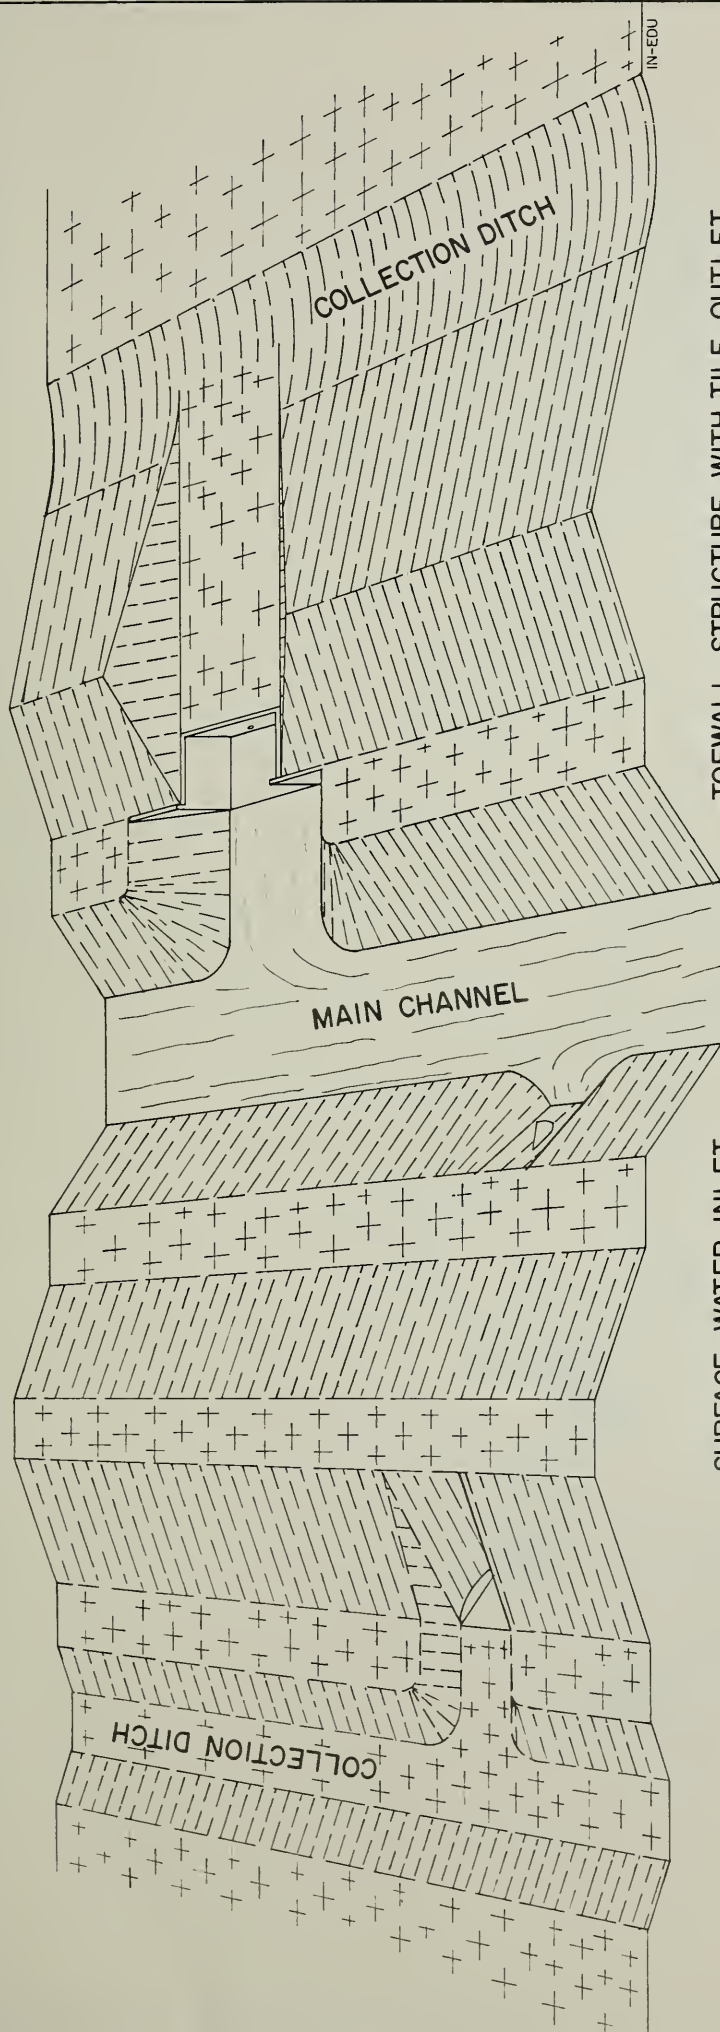 IN-EDU
COLLECTION DITCH
MAIN CHANNEL
COLLECTION DITCH
TOEWALL STRUCTURE WITH TILE OUTLET
SURFACE WATER INLET